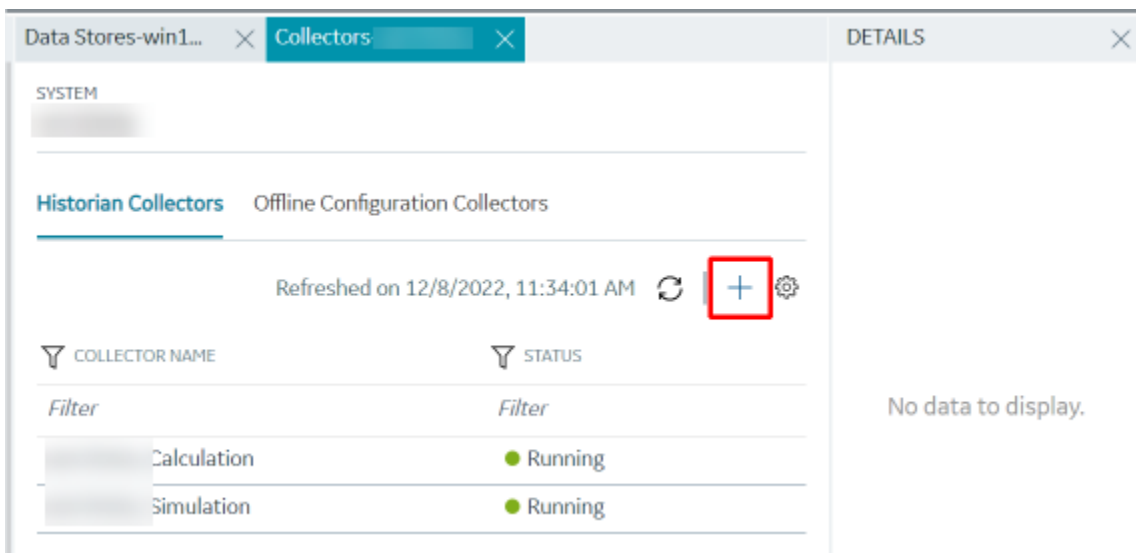 Data Stores-win1... Collectors- DETAILS
SYSTEM
Historian Collectors Offline Configuration Collectors
Refreshed on 12/8/2022, 11:34:01 AM
COLLECTOR NAME STATUS
Filter Filter
Calculation Running
Simulation Running
No data to display.